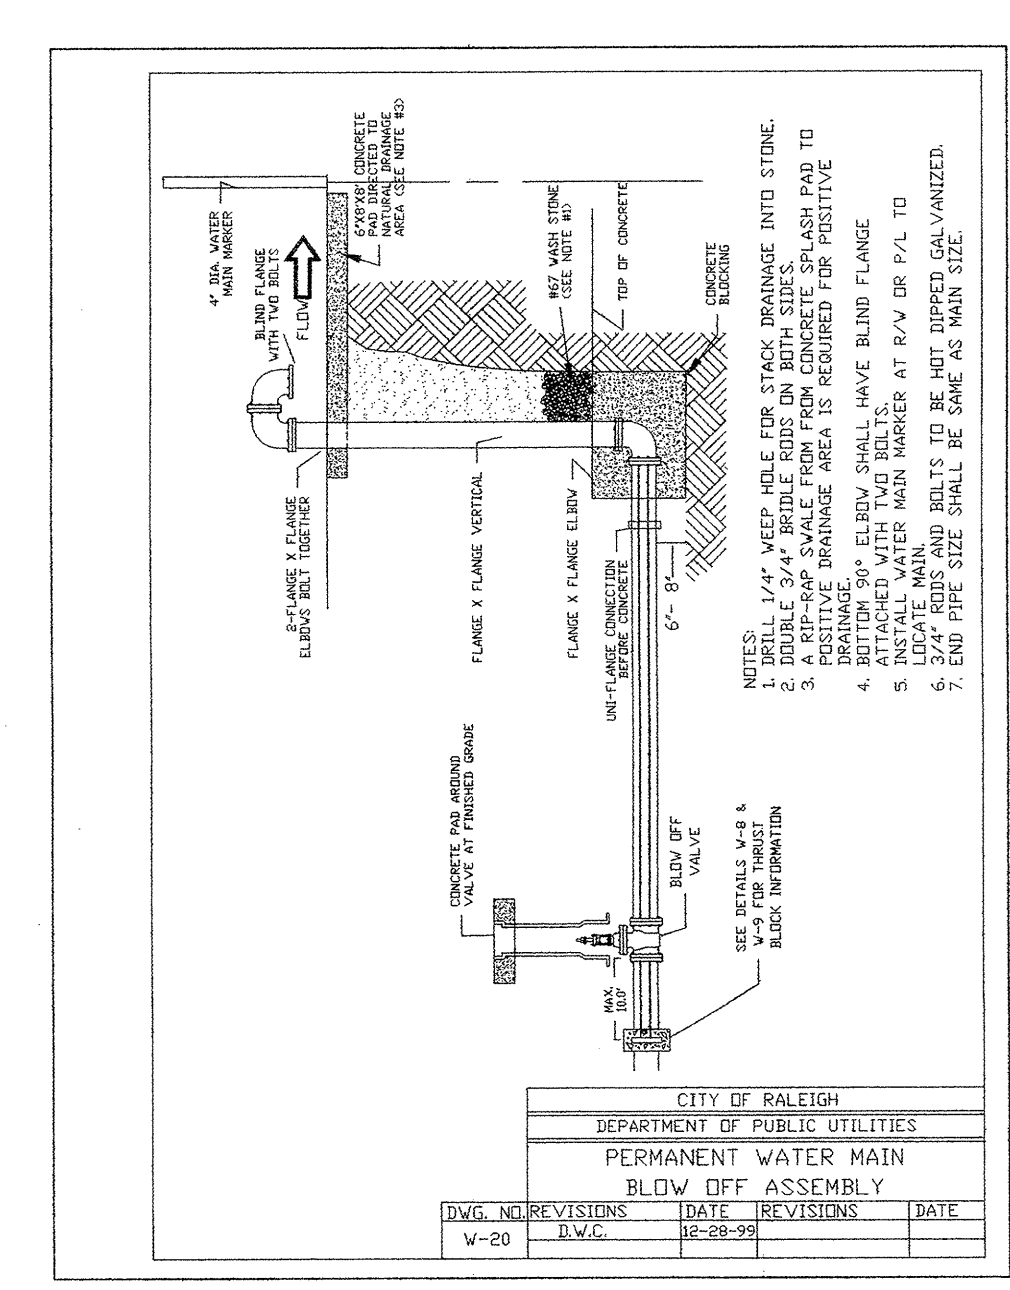 4" DIA. WATER
MAIN MARKER
BLIND FLANGE
WITH TWO BOLTS
FLOW
6"X8'X8' CONCRETE
PAD DIRECTED TO
NATURAL DRAINAGE
AREA (SEE NOTE #3)
2-FLANGE X FLANGE
ELBOWS BOLT TOGETHER
#67 WASH STONE
(SEE NOTE #1)
TOP OF CONCRETE
CONCRETE
BLOCKING
FLANGE X FLANGE VERTICAL
FLANGE X FLANGE ELBOW
UNI-FLANGE CONNECTION
BEFORE CONCRETE
6"- 8"
CONCRETE PAD AROUND
VALVE AT FINISHED GRADE
MAX.
10.0'
BLOW OFF
VALVE
SEE DETAILS W-8 &
W-9 FOR THRUST
BLOCK INFORMATION
NOTES:
1. DRILL 1/4" WEEP HOLE FOR STACK DRAINAGE INTO STONE.
2. DOUBLE 3/4" BRIDLE RODS ON BOTH SIDES.
3. A RIP-RAP SWALE FROM CONCRETE SPLASH PAD TO
POSITIVE DRAINAGE AREA IS REQUIRED FOR POSITIVE
DRAINAGE.
4. BOTTOM 90° ELBOW SHALL HAVE BLIND FLANGE
ATTACHED WITH TWO BOLTS.
5. INSTALL WATER MAIN MARKER AT R/W OR P/L TO
LOCATE MAIN.
6. 3/4" RODS AND BOLTS TO BE HOT DIPPED GALVANIZED.
7. END PIPE SIZE SHALL BE SAME AS MAIN SIZE.
CITY OF RALEIGH
DEPARTMENT OF PUBLIC UTILITIES
PERMANENT WATER MAIN
BLOW OFF ASSEMBLY
DWG. NO. REVISIONS DATE REVISIONS DATE
W-20 D.W.C. 12-28-99